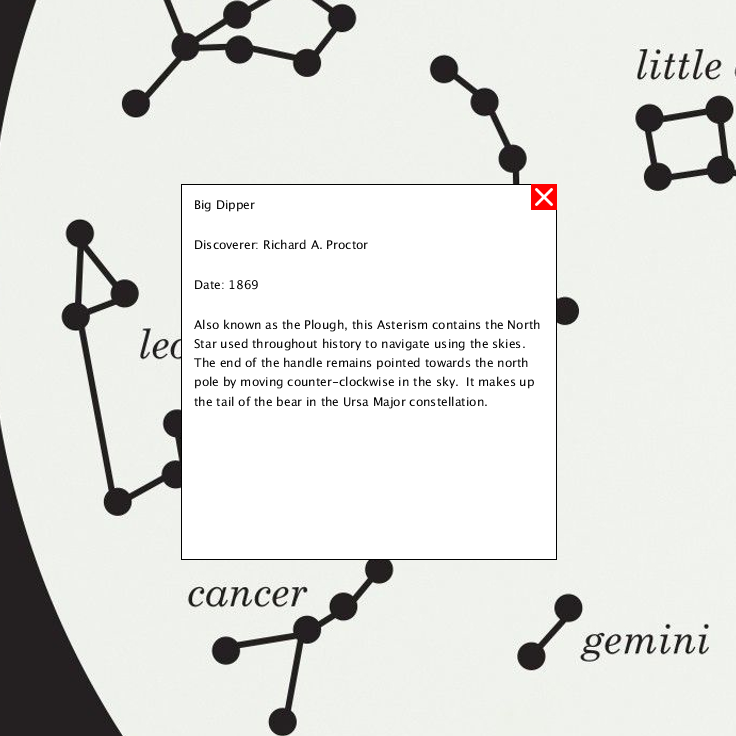 little
Big Dipper
Discoverer: Richard A. Proctor
Date: 1869
Also known as the Plough, this Asterism contains the North
Star used throughout history to navigate using the skies.
The end of the handle remains pointed towards the north
pole by moving counter-clockwise in the sky.  It makes up
the tail of the bear in the Ursa Major constellation.
leo
cancer
gemini